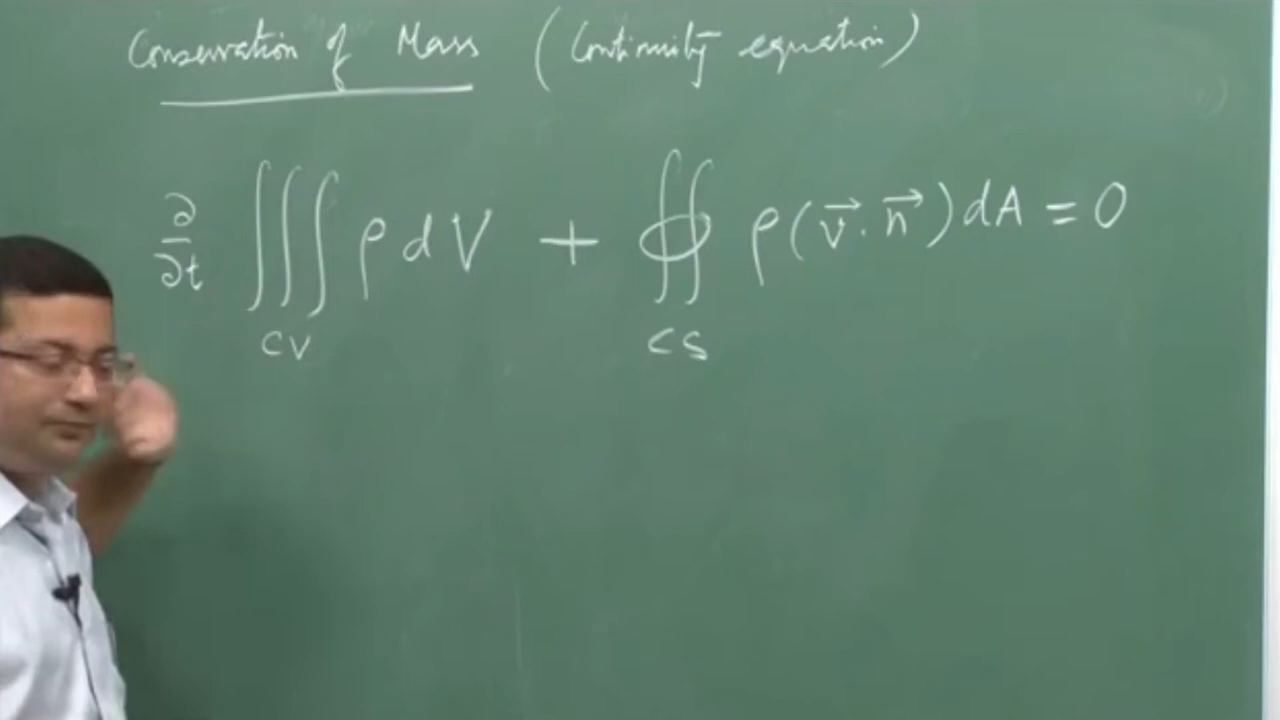 Conservation of Mass (Continuity equation)
∂/∂t ∭ ρ dV + ∯ ρ(v⃗.n⃗)dA = 0
CV CS